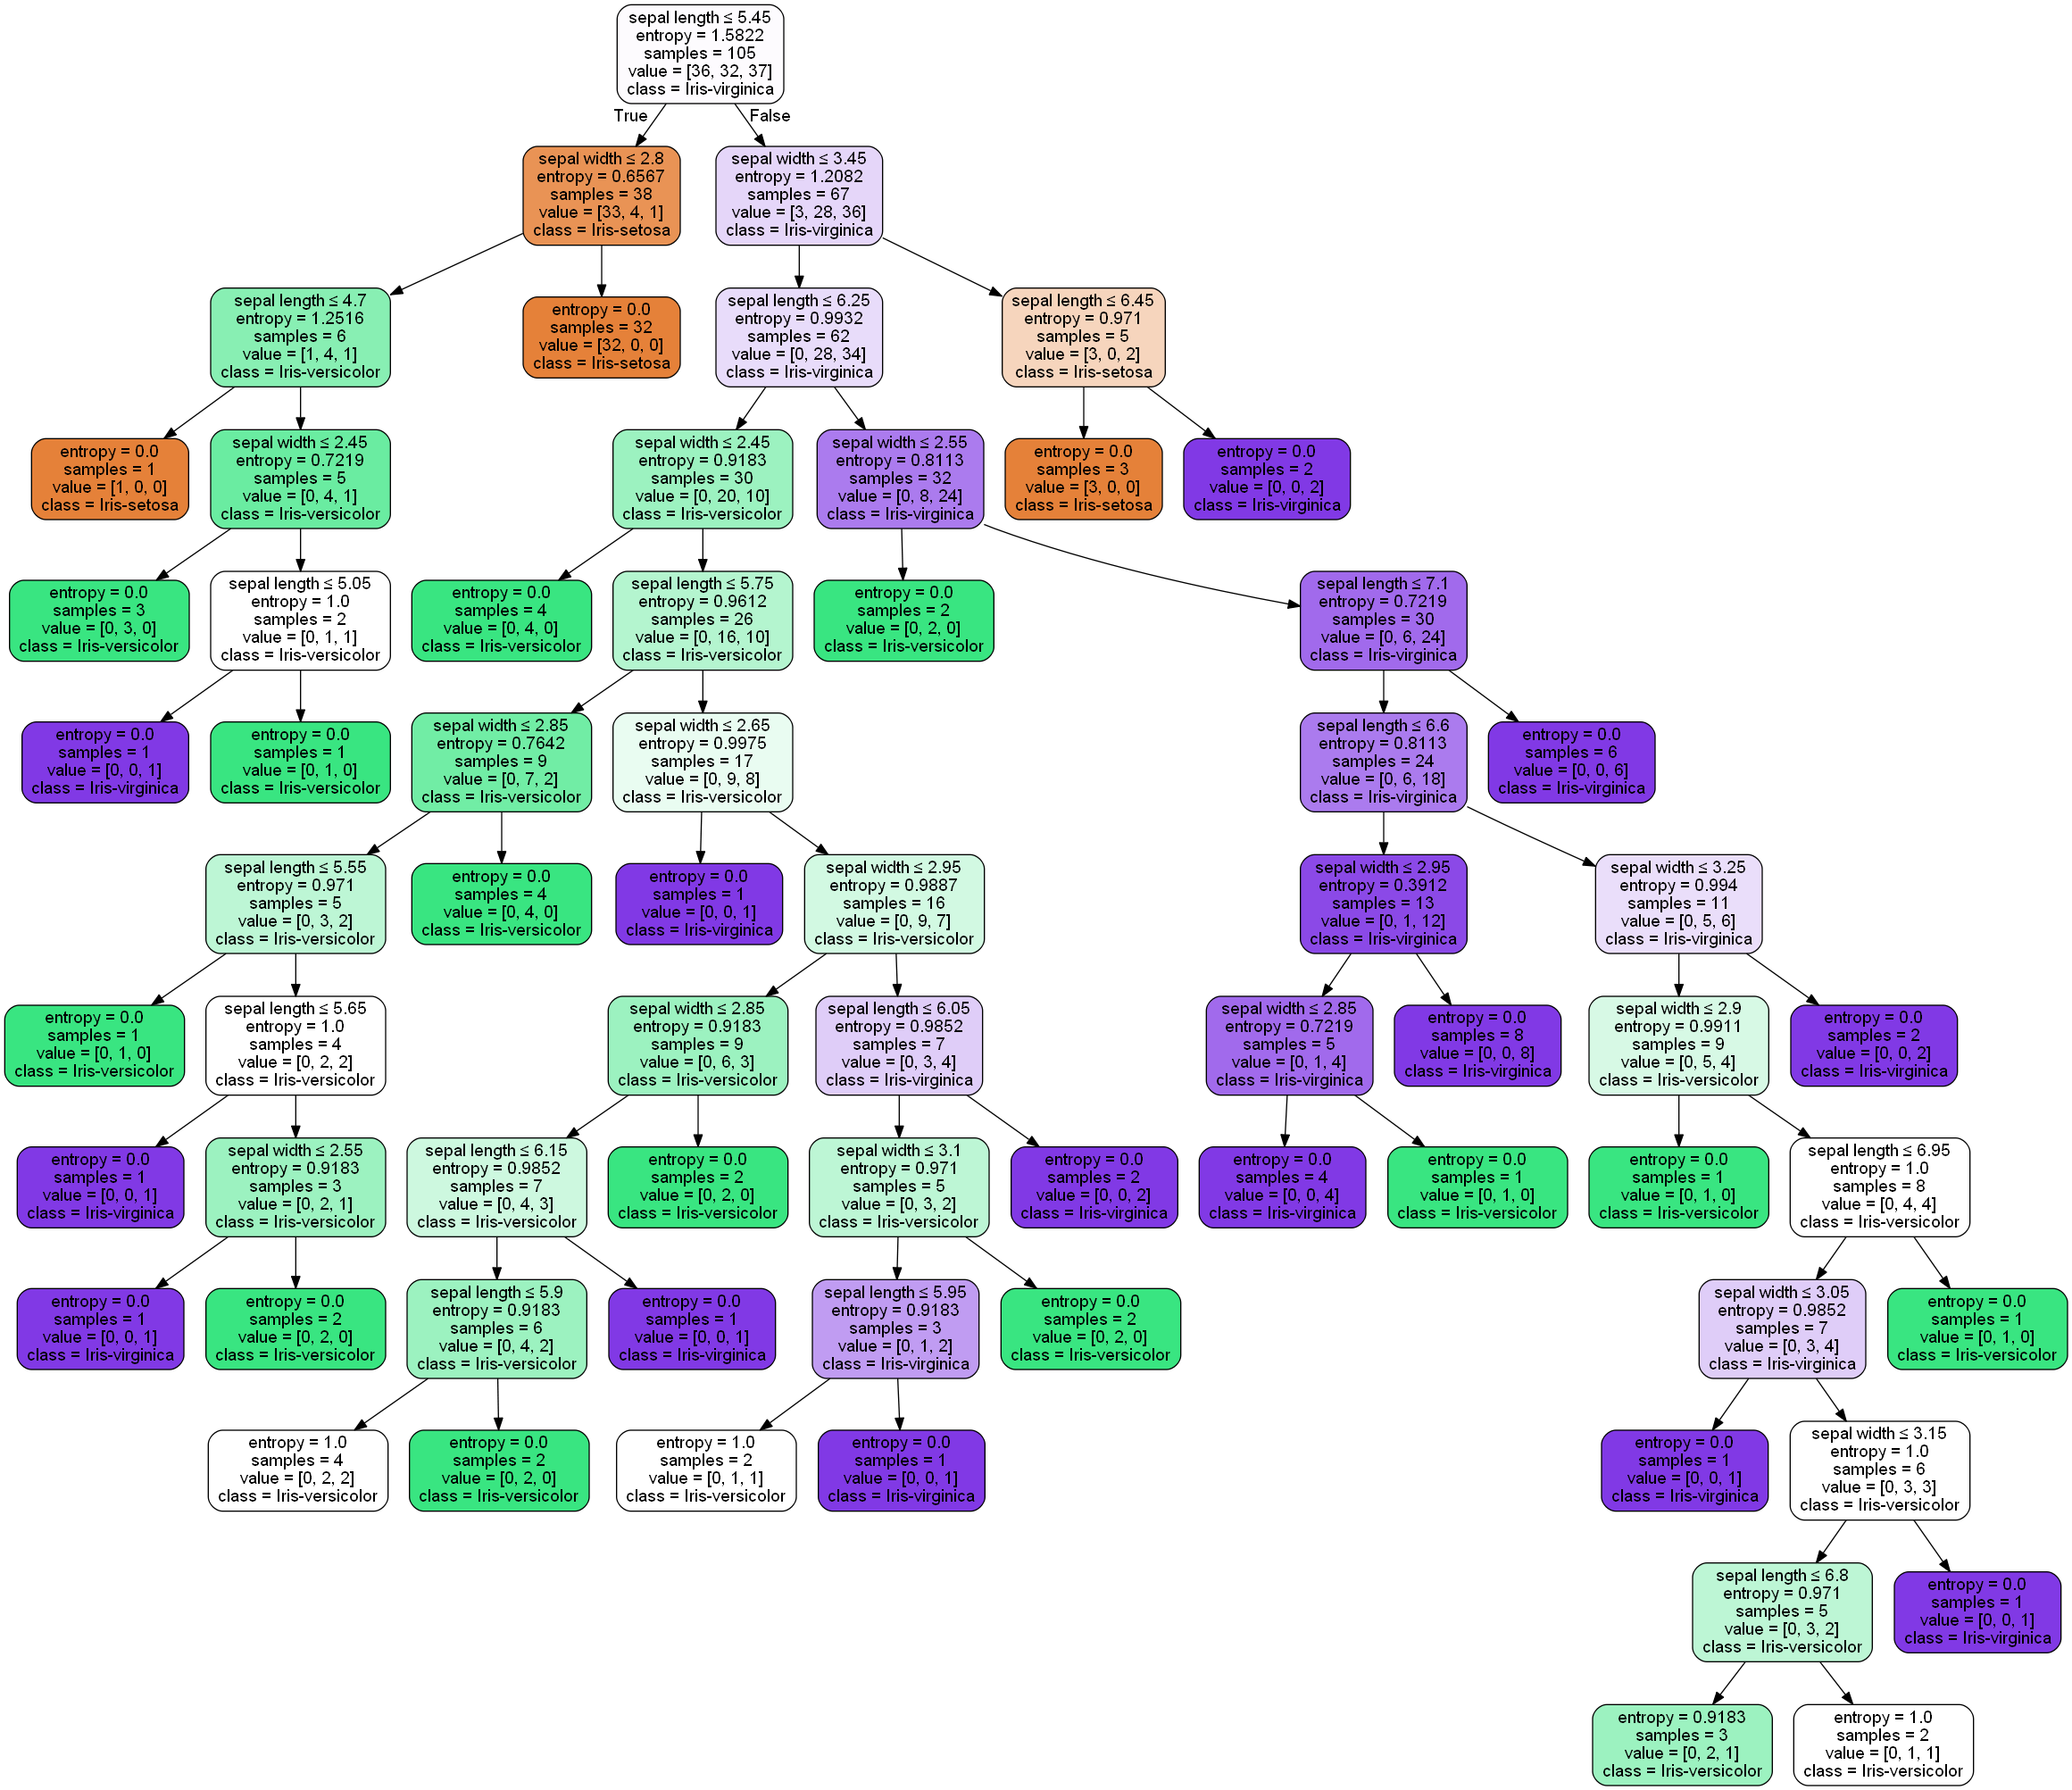 sepal length ≤ 5.45
entropy = 1.5822
samples = 105
value = [36, 32, 37]
class = Iris-virginica
True
False
sepal width ≤ 2.8
entropy = 0.6567
samples = 38
value = [33, 4, 1]
class = Iris-setosa
sepal width ≤ 3.45
entropy = 1.2082
samples = 67
value = [3, 28, 36]
class = Iris-virginica
sepal length ≤ 4.7
entropy = 1.2516
samples = 6
value = [1, 4, 1]
class = Iris-versicolor
entropy = 0.0
samples = 32
value = [32, 0, 0]
class = Iris-setosa
sepal length ≤ 6.25
entropy = 0.9932
samples = 62
value = [0, 28, 34]
class = Iris-virginica
sepal length ≤ 6.45
entropy = 0.971
samples = 5
value = [3, 0, 2]
class = Iris-setosa
entropy = 0.0
samples = 1
value = [1, 0, 0]
class = Iris-setosa
sepal width ≤ 2.45
entropy = 0.7219
samples = 5
value = [0, 4, 1]
class = Iris-versicolor
sepal width ≤ 2.45
entropy = 0.9183
samples = 30
value = [0, 20, 10]
class = Iris-versicolor
sepal width ≤ 2.55
entropy = 0.8113
samples = 32
value = [0, 8, 24]
class = Iris-virginica
entropy = 0.0
samples = 3
value = [3, 0, 0]
class = Iris-setosa
entropy = 0.0
samples = 2
value = [0, 0, 2]
class = Iris-virginica
entropy = 0.0
samples = 3
value = [0, 3, 0]
class = Iris-versicolor
sepal length ≤ 5.05
entropy = 1.0
samples = 2
value = [0, 1, 1]
class = Iris-versicolor
entropy = 0.0
samples = 4
value = [0, 4, 0]
class = Iris-versicolor
sepal length ≤ 5.75
entropy = 0.9612
samples = 26
value = [0, 16, 10]
class = Iris-versicolor
entropy = 0.0
samples = 2
value = [0, 2, 0]
class = Iris-versicolor
sepal length ≤ 7.1
entropy = 0.7219
samples = 30
value = [0, 6, 24]
class = Iris-virginica
entropy = 0.0
samples = 1
value = [0, 0, 1]
class = Iris-virginica
entropy = 0.0
samples = 1
value = [0, 1, 0]
class = Iris-versicolor
sepal width ≤ 2.85
entropy = 0.7642
samples = 9
value = [0, 7, 2]
class = Iris-versicolor
sepal width ≤ 2.65
entropy = 0.9975
samples = 17
value = [0, 9, 8]
class = Iris-versicolor
sepal length ≤ 6.6
entropy = 0.8113
samples = 24
value = [0, 6, 18]
class = Iris-virginica
entropy = 0.0
samples = 6
value = [0, 0, 6]
class = Iris-virginica
sepal length ≤ 5.55
entropy = 0.971
samples = 5
value = [0, 3, 2]
class = Iris-versicolor
entropy = 0.0
samples = 4
value = [0, 4, 0]
class = Iris-versicolor
entropy = 0.0
samples = 1
value = [0, 0, 1]
class = Iris-virginica
sepal width ≤ 2.95
entropy = 0.9887
samples = 16
value = [0, 9, 7]
class = Iris-versicolor
sepal width ≤ 2.95
entropy = 0.3912
samples = 13
value = [0, 1, 12]
class = Iris-virginica
sepal width ≤ 3.25
entropy = 0.994
samples = 11
value = [0, 5, 6]
class = Iris-virginica
entropy = 0.0
samples = 1
value = [0, 1, 0]
class = Iris-versicolor
sepal length ≤ 5.65
entropy = 1.0
samples = 4
value = [0, 2, 2]
class = Iris-versicolor
sepal width ≤ 2.85
entropy = 0.9183
samples = 9
value = [0, 6, 3]
class = Iris-versicolor
sepal length ≤ 6.05
entropy = 0.9852
samples = 7
value = [0, 3, 4]
class = Iris-virginica
sepal width ≤ 2.85
entropy = 0.7219
samples = 5
value = [0, 1, 4]
class = Iris-virginica
entropy = 0.0
samples = 8
value = [0, 0, 8]
class = Iris-virginica
sepal width ≤ 2.9
entropy = 0.9911
samples = 9
value = [0, 5, 4]
class = Iris-versicolor
entropy = 0.0
samples = 2
value = [0, 0, 2]
class = Iris-virginica
entropy = 0.0
samples = 1
value = [0, 0, 1]
class = Iris-virginica
sepal width ≤ 2.55
entropy = 0.9183
samples = 3
value = [0, 2, 1]
class = Iris-versicolor
sepal length ≤ 6.15
entropy = 0.9852
samples = 7
value = [0, 4, 3]
class = Iris-versicolor
entropy = 0.0
samples = 2
value = [0, 2, 0]
class = Iris-versicolor
sepal width ≤ 3.1
entropy = 0.971
samples = 5
value = [0, 3, 2]
class = Iris-versicolor
entropy = 0.0
samples = 2
value = [0, 0, 2]
class = Iris-virginica
entropy = 0.0
samples = 4
value = [0, 0, 4]
class = Iris-virginica
entropy = 0.0
samples = 1
value = [0, 1, 0]
class = Iris-versicolor
entropy = 0.0
samples = 1
value = [0, 1, 0]
class = Iris-versicolor
sepal length ≤ 6.95
entropy = 1.0
samples = 8
value = [0, 4, 4]
class = Iris-versicolor
entropy = 0.0
samples = 1
value = [0, 0, 1]
class = Iris-virginica
entropy = 0.0
samples = 2
value = [0, 2, 0]
class = Iris-versicolor
sepal length ≤ 5.9
entropy = 0.9183
samples = 6
value = [0, 4, 2]
class = Iris-versicolor
entropy = 0.0
samples = 1
value = [0, 0, 1]
class = Iris-virginica
sepal length ≤ 5.95
entropy = 0.9183
samples = 3
value = [0, 1, 2]
class = Iris-virginica
entropy = 0.0
samples = 2
value = [0, 2, 0]
class = Iris-versicolor
sepal width ≤ 3.05
entropy = 0.9852
samples = 7
value = [0, 3, 4]
class = Iris-virginica
entropy = 0.0
samples = 1
value = [0, 1, 0]
class = Iris-versicolor
entropy = 1.0
samples = 4
value = [0, 2, 2]
class = Iris-versicolor
entropy = 0.0
samples = 2
value = [0, 2, 0]
class = Iris-versicolor
entropy = 1.0
samples = 2
value = [0, 1, 1]
class = Iris-versicolor
entropy = 0.0
samples = 1
value = [0, 0, 1]
class = Iris-virginica
entropy = 0.0
samples = 1
value = [0, 0, 1]
class = Iris-virginica
sepal width ≤ 3.15
entropy = 1.0
samples = 6
value = [0, 3, 3]
class = Iris-versicolor
sepal length ≤ 6.8
entropy = 0.971
samples = 5
value = [0, 3, 2]
class = Iris-versicolor
entropy = 0.0
samples = 1
value = [0, 0, 1]
class = Iris-virginica
entropy = 0.9183
samples = 3
value = [0, 2, 1]
class = Iris-versicolor
entropy = 1.0
samples = 2
value = [0, 1, 1]
class = Iris-versicolor